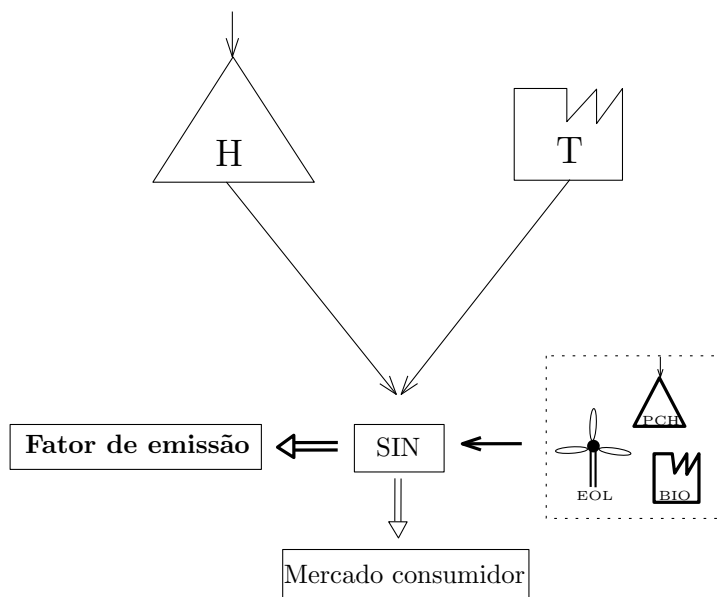 H
T
PCH
Fator de emissão
SIN
EOL
BIO
Mercado consumidor